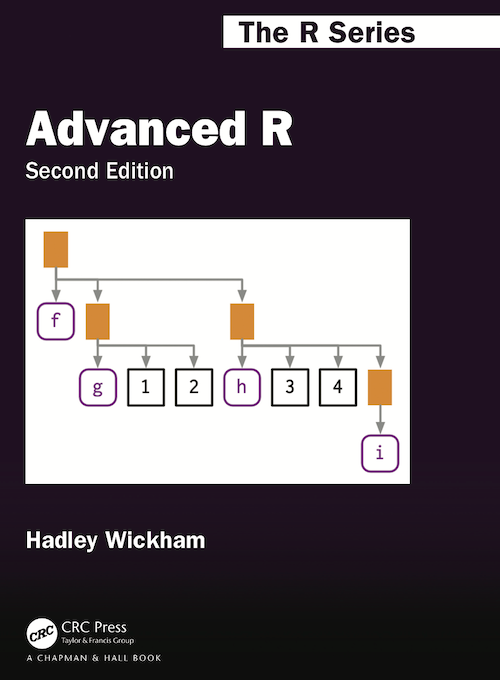 The R Series
Advanced R
Second Edition
f
g 1 2 h 3 4
i
Hadley Wickham
CRC CRC Press
Taylor & Francis Group
A CHAPMAN & HALL BOOK